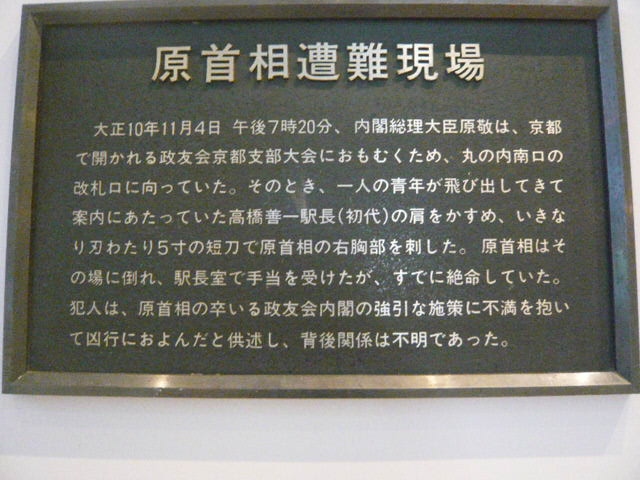 原首相遭難現場
大正10年11月4日 午後7時20分、内閣総理大臣原敬は、京都
で開かれる政友会京都支部大会におもむくため、丸の内南口の
改札口に向っていた。そのとき、一人の青年が飛び出してきて
案内にあたっていた高橋善一駅長(初代)の肩をかすめ、いきな
り刃わたり5寸の短刀で原首相の右胸部を刺した。原首相はそ
の場に倒れ、駅長室で手当を受けたが、すでに絶命していた。
犯人は、原首相の卒いる政友会内閣の強引な施策に不満を抱い
て凶行におよんだと供述し、背後関係は不明であった。